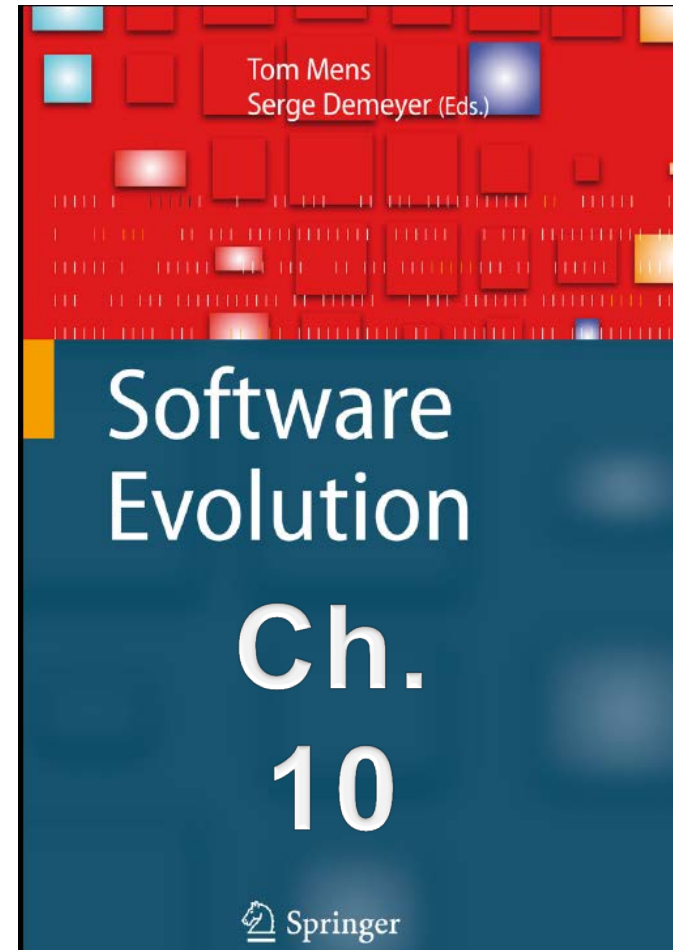 Tom Mens
Serge Demeyer (Eds.)
Software
Evolution
Ch.
10
Springer